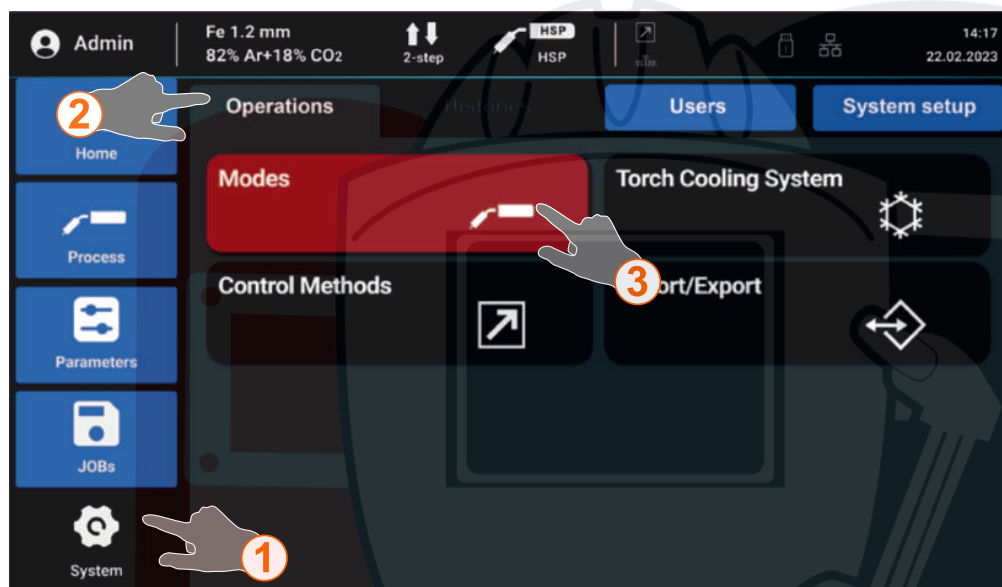 Admin
Fe 1.2 mm
82% Ar+18% CO2
2-step
HSP
HSP
14:17
22.02.2023
2
Operations
Histories
Users
System setup
Home
Modes
Torch Cooling System
Process
3
Control Methods
ort/Export
Parameters
JOBs
1
System